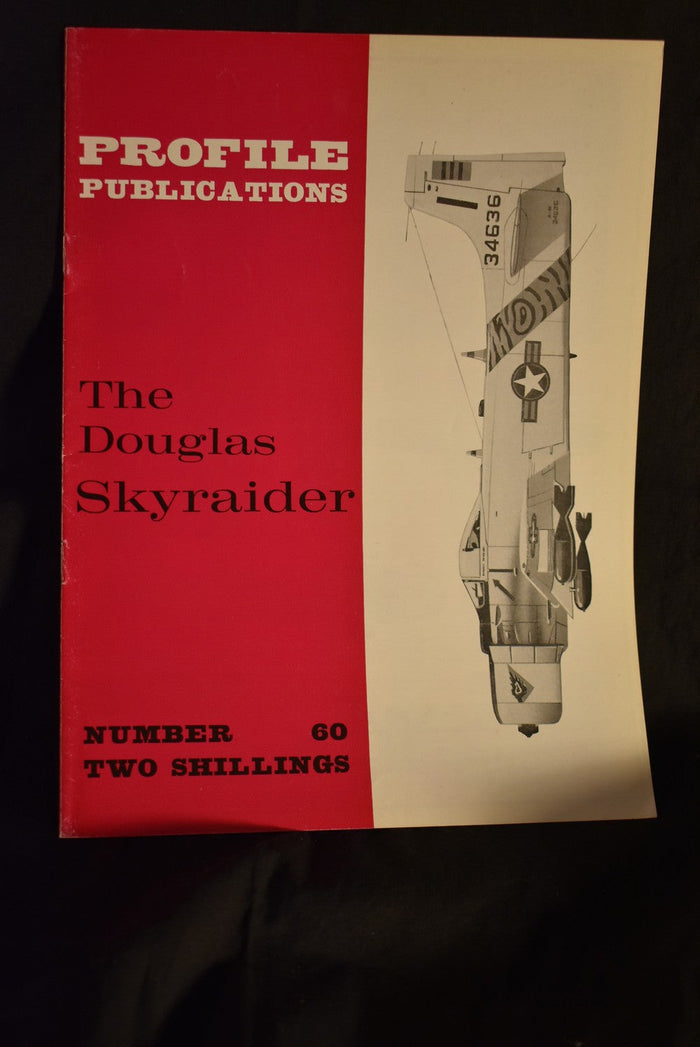 PROFILE
PUBLICATIONS
The
Douglas
Skyraider
NUMBER 60
TWO SHILLINGS
34636